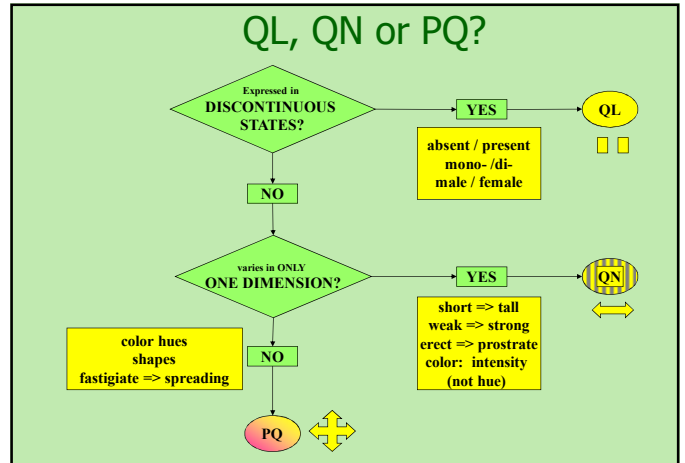 QL, QN or PQ?
Expressed in
DISCONTINUOUS
STATES?
YES
QL
absent / present
mono- /di-
male / female
NO
varies in ONLY
ONE DIMENSION?
YES
QN
short => tall
weak => strong
erect => prostrate
color: intensity
(not hue)
color hues
shapes
fastigiate => spreading
NO
PQ